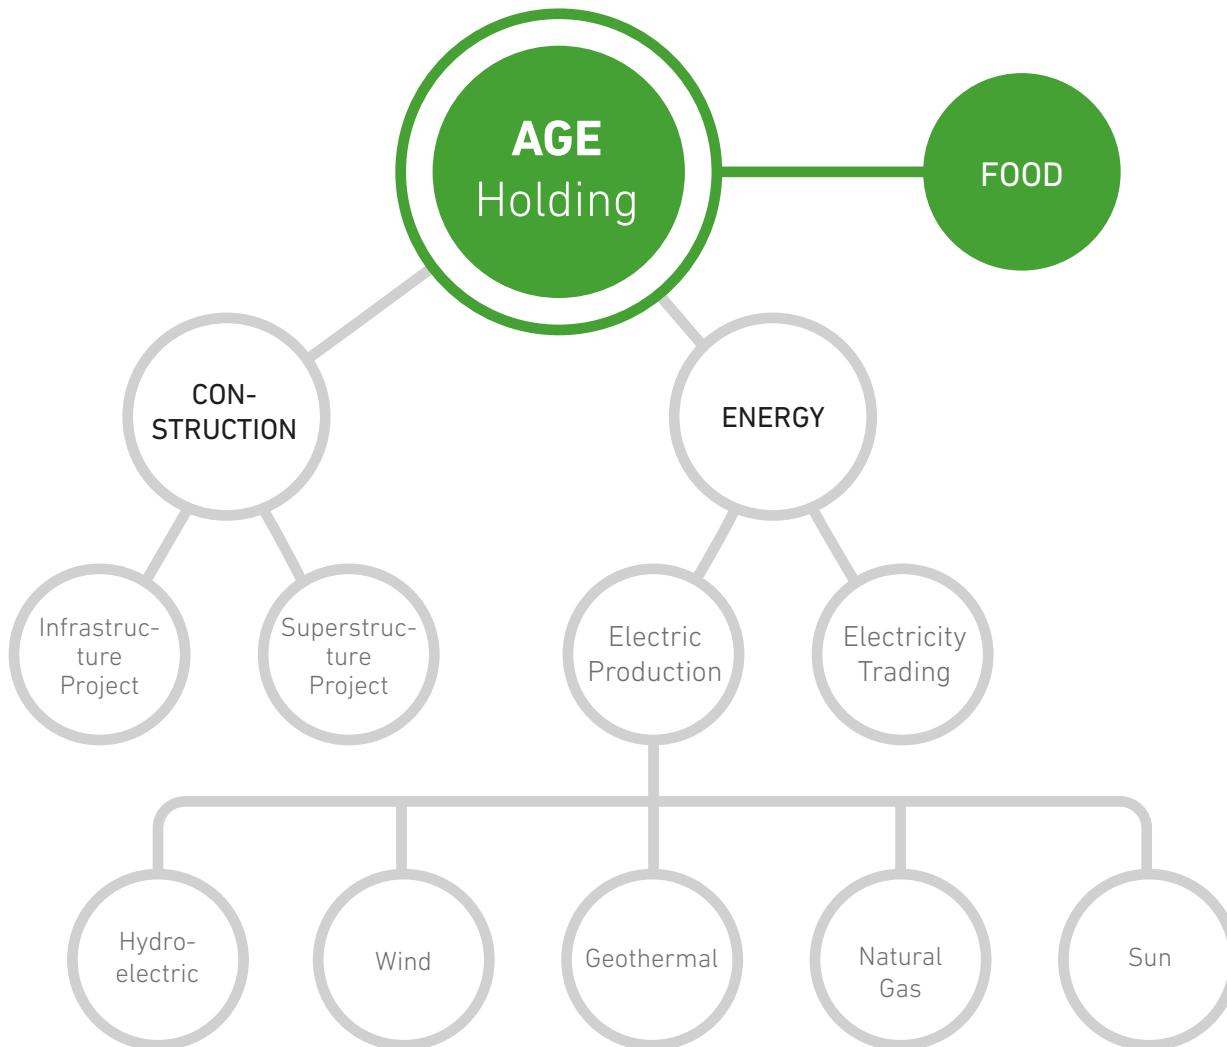 AGE
Holding
FOOD
CON-
STRUCTION
ENERGY
Infrastruc-
ture
Project
Superstruc-
ture
Project
Electric
Production
Electricity
Trading
Hydro-
electric
Wind
Geothermal
Natural
Gas
Sun